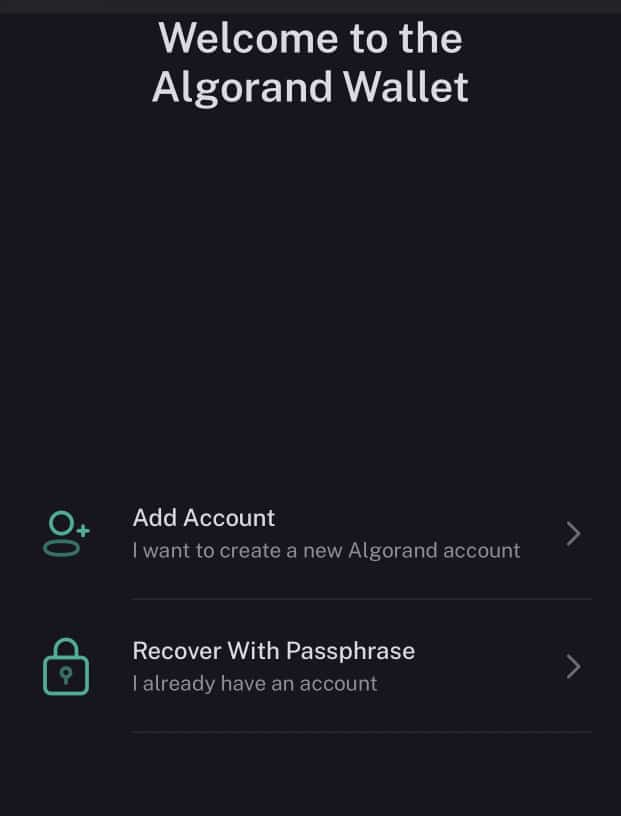 Welcome to the
Algorand Wallet
Add Account
I want to create a new Algorand account
Recover With Passphrase
I already have an account